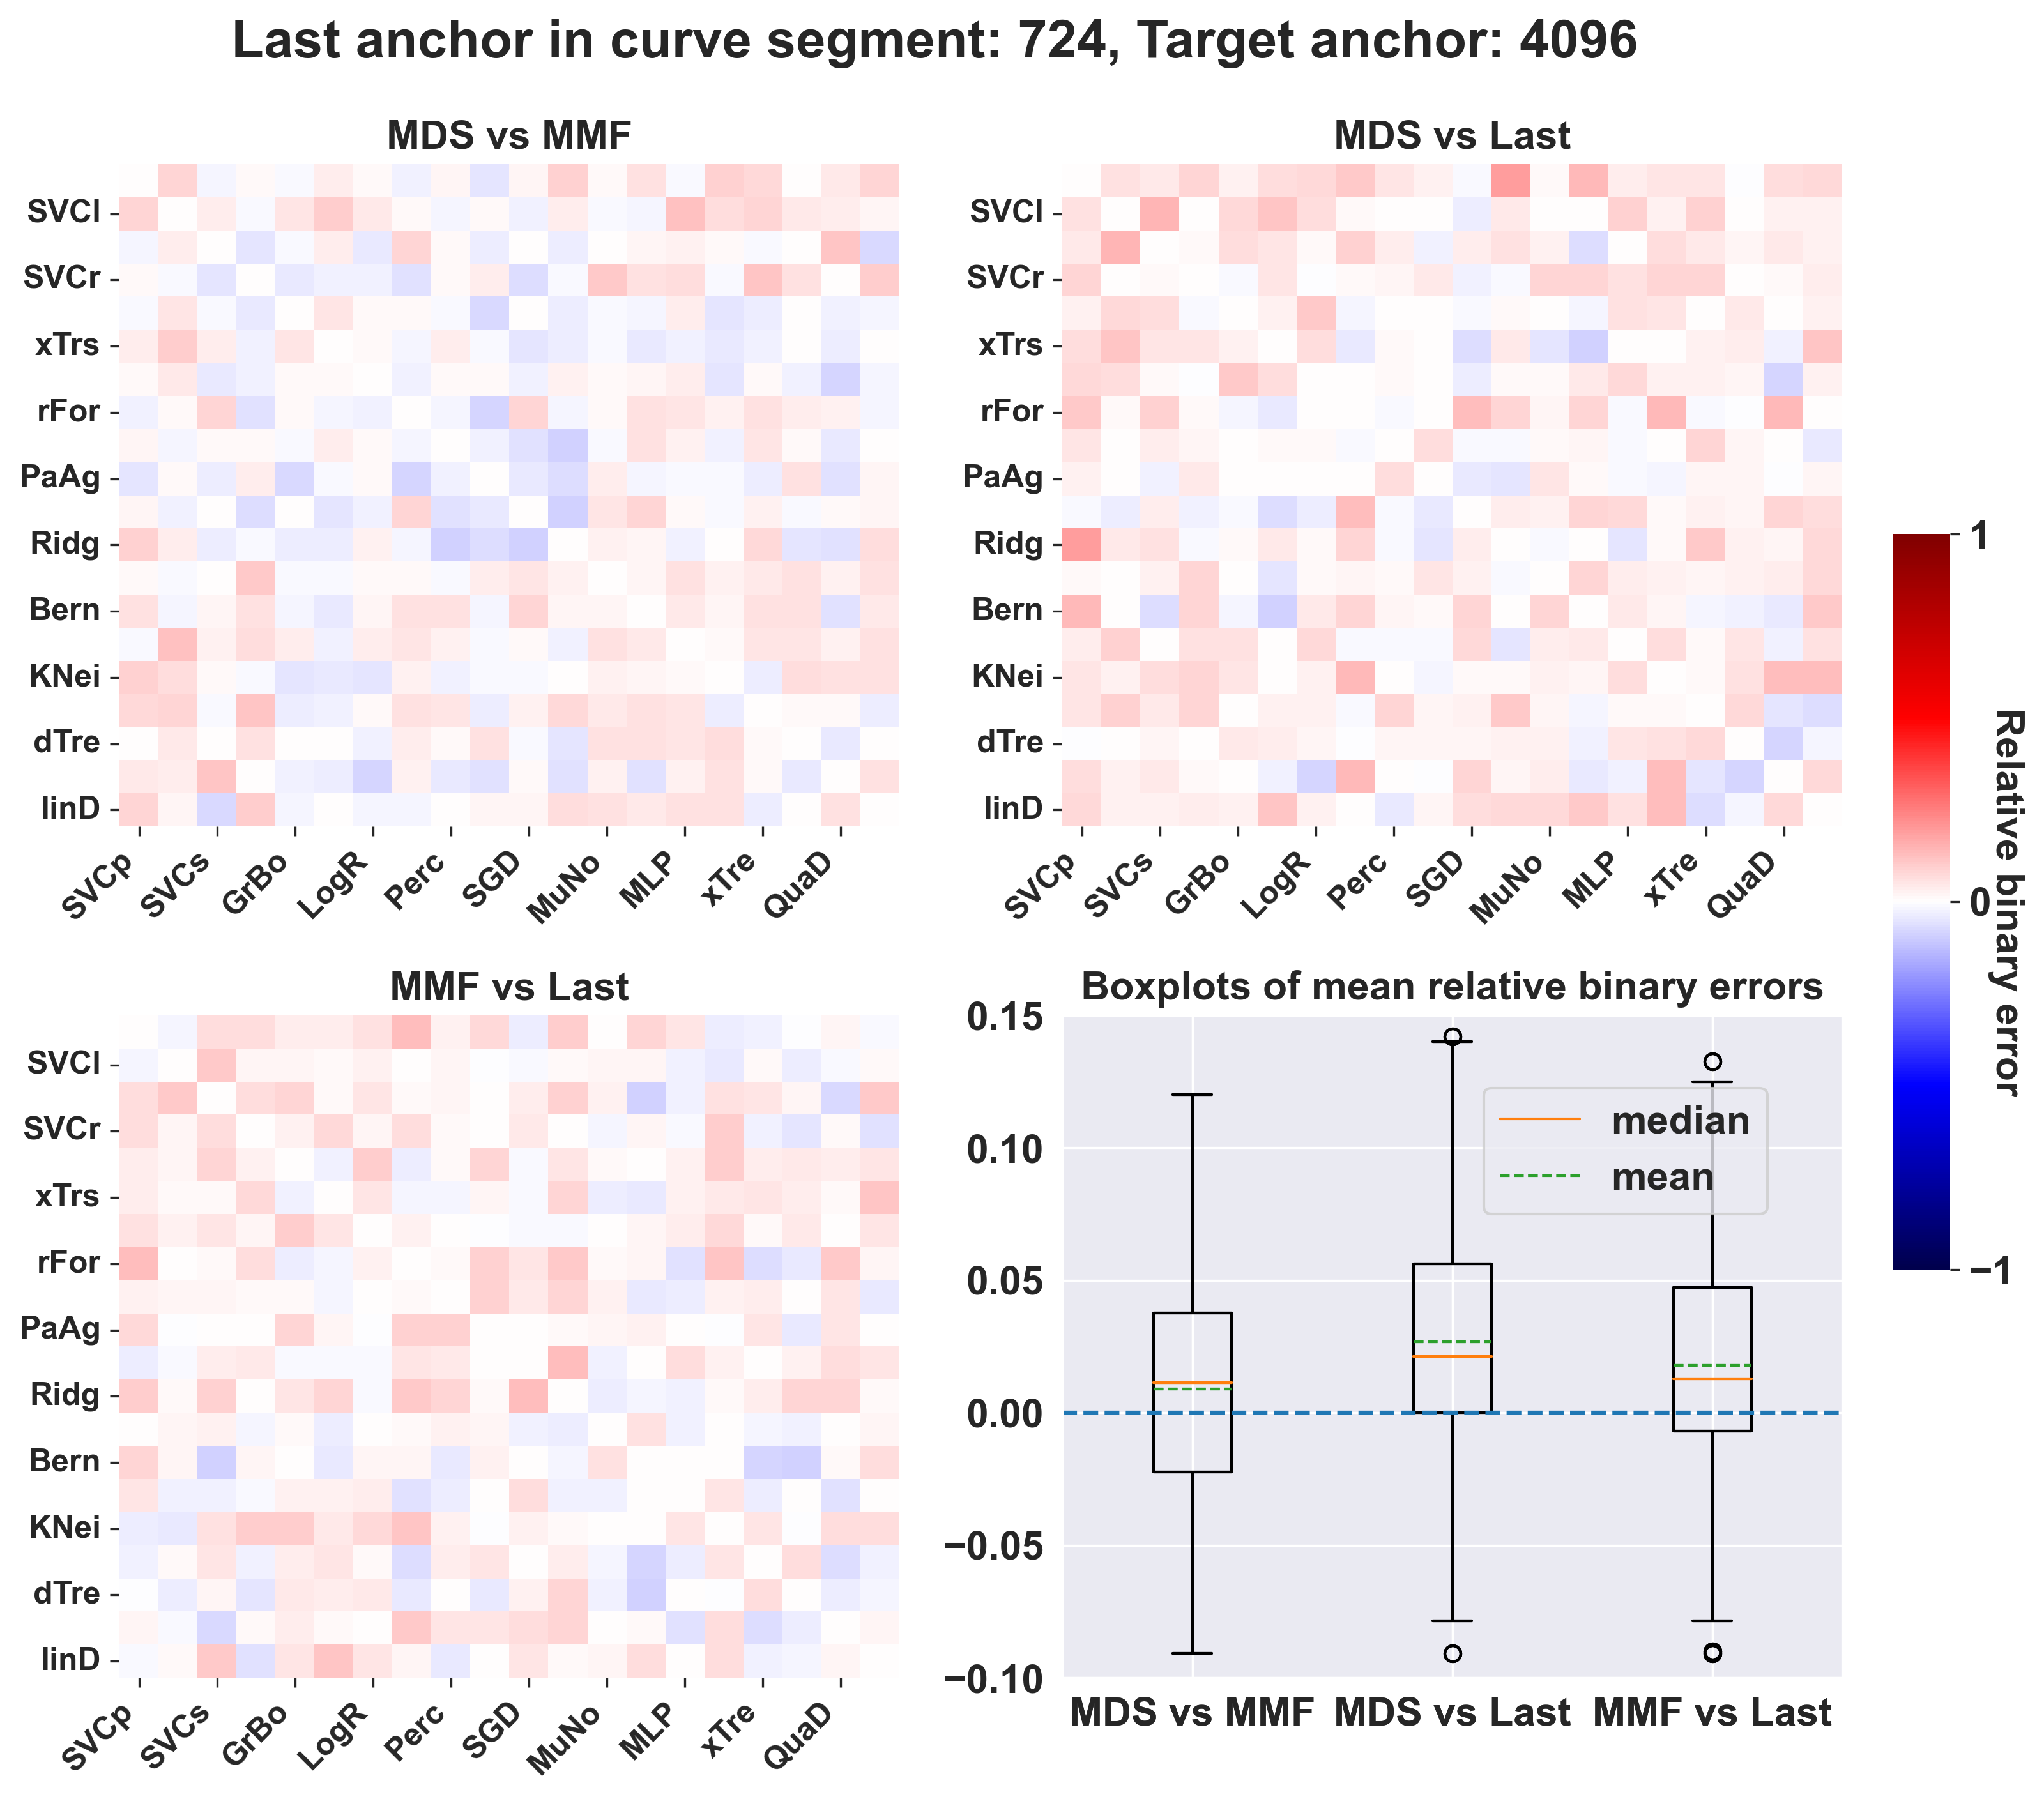 Last anchor in curve segment: 724, Target anchor: 4096
MDS vs MMF
SVCl
SVCr
xTrs
rFor
PaAg
Ridg
Bern
KNei
dTre
linD
SVCp
SVCs
GrBo
LogR
Perc
SGD
MuNo
MLP
xTre
QuaD
MDS vs Last
SVCl
SVCr
xTrs
rFor
PaAg
Ridg
Bern
KNei
dTre
linD
SVCp
SVCs
GrBo
LogR
Perc
SGD
MuNo
MLP
xTre
QuaD
1
0
−1
Relative binary error
MMF vs Last
SVCl
SVCr
xTrs
rFor
PaAg
Ridg
Bern
KNei
dTre
linD
SVCp
SVCs
GrBo
LogR
Perc
SGD
MuNo
MLP
xTre
QuaD
Boxplots of mean relative binary errors
0.15
0.10
0.05
0.00
−0.05
−0.10
median
mean
MDS vs MMF
MDS vs Last
MMF vs Last